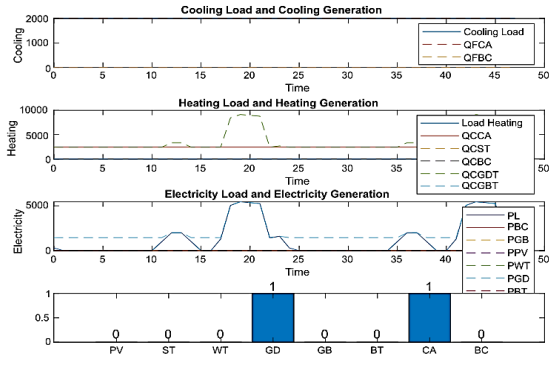 Cooling Load and Cooling Generation
2000
1000
0
Cooling
0 5 10 15 20 25 30 35 40 45 50
Time
Cooling Load
QFCA
QFBC
Heating Load and Heating Generation
10000
5000
0
Heating
0 5 10 15 20 25 30 35 40 45 50
Time
Load Heating
QCCA
QCST
QCBC
QCGDT
QCGBT
Electricity Load and Electricity Generation
5000
0
Electricity
0 5 10 15 20 25 30 35 40 45 50
Time
PL
PBC
PGB
PPV
PWT
PGD
PBT
1
0.5
0
0 0 0 1 0 0 1 0
PV ST WT GD GB BT CA BC